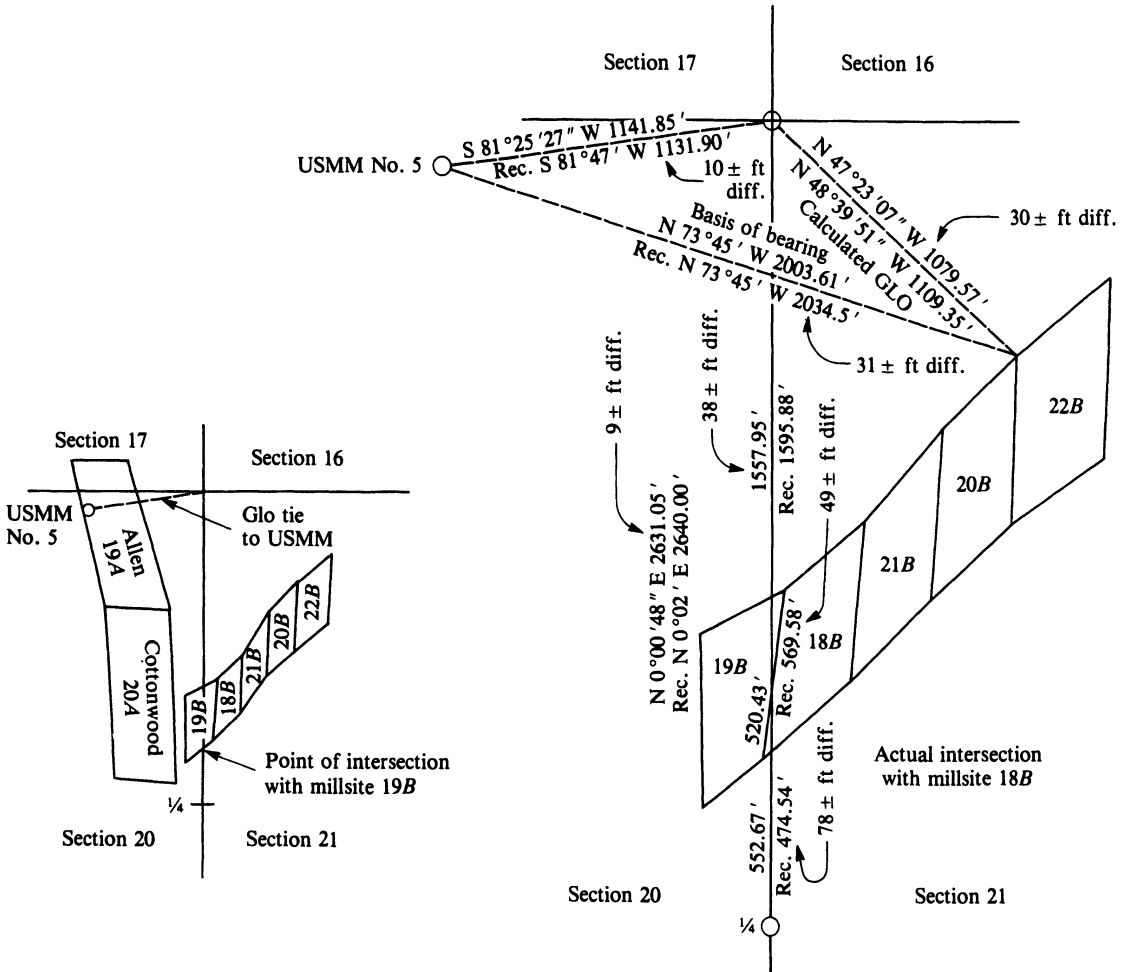 Section 17
Section 16
S 81°25′27″ W 1141.85′
Rec. S 81°47′ W 1131.90′
USMM No. 5
10± ft
diff.
N 47°23′07″ W 1079.57′
N 48°39′51″ W 1109.35′
Calculated GLO
30± ft diff.
Basis of bearing
N 73°45′ W 2003.61′
Rec. N 73°45′ W 2034.5′
31± ft diff.
9± ft diff.
38± ft diff.
49± ft diff.
1557.95′
Rec. 1595.88′
N 0°00′48″ E 2631.05′
Rec. N 0°02′ E 2640.00′
22B
20B
21B
18B
19B
520.43′
Rec. 569.58′
Actual intersection
with millsite 18B
552.67′
Rec. 474.54′
78± ft diff.
Section 20
Section 21
¼
Section 17
Section 16
USMM
No. 5
Glo tie
to USMM
Allen
19A
Cottonwood
20A
22B
20B
21B
18B
19B
Point of intersection
with millsite 19B
¼
Section 20
Section 21